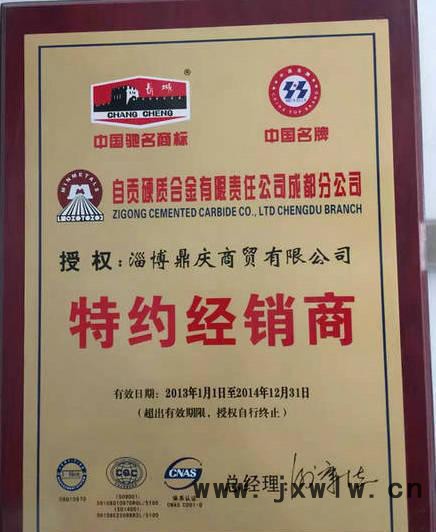 長城
CHANG CHENG
®
中国驰名商标
中国名牌
MINMETALS
自贡硬质合金有限责任公司成都分公司
ZIGONG CEMENTED CARBIDE CO., LTD CHENGDU BRANCH
授权：淄博鼎庆商贸有限公司
特约经销商
有效日期：2013年1月1日至2014年12月31日
（超出有效期限，授权自行终止）
CQC
CNAS
总经理：
www.jxwlw.cn